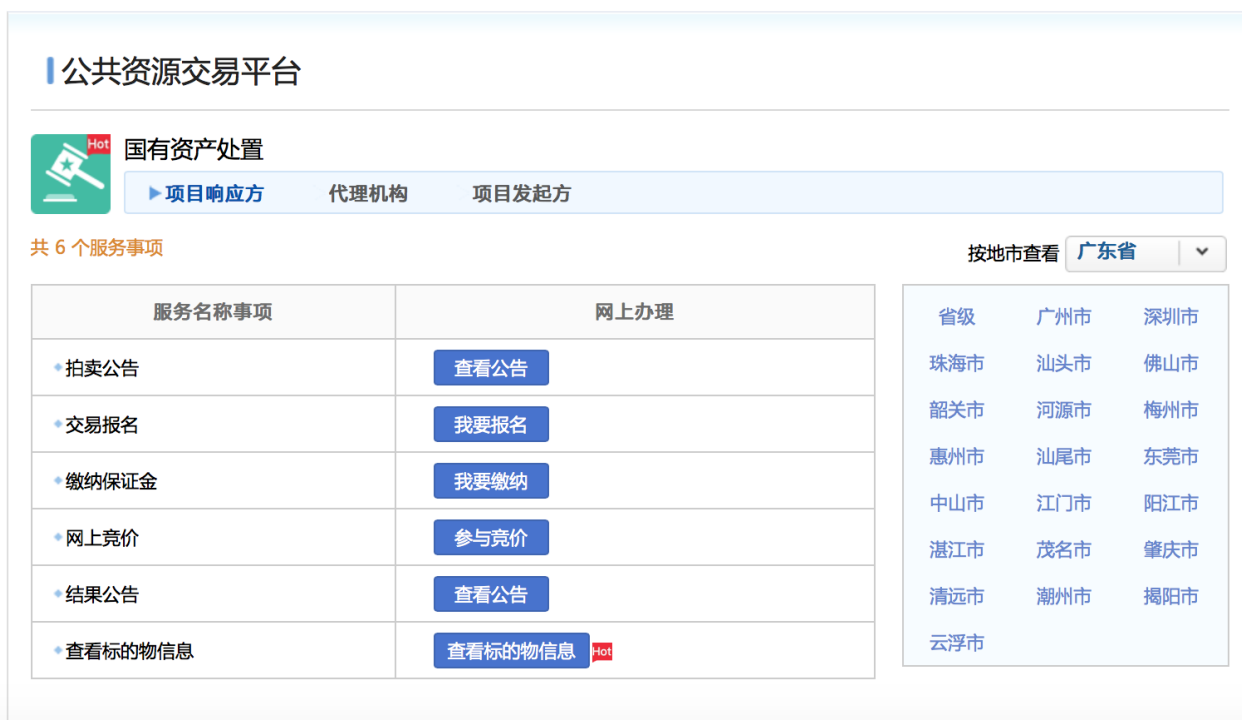 公共资源交易平台
Hot
国有资产处置
项目响应方 代理机构 项目发起方
共 6 个服务事项
按地市查看 广东省
服务名称事项 网上办理
拍卖公告 查看公告
交易报名 我要报名
缴纳保证金 我要缴纳
网上竞价 参与竞价
结果公告 查看公告
查看标的物信息 查看标的物信息 Hot
省级 广州市 深圳市
珠海市 汕头市 佛山市
韶关市 河源市 梅州市
惠州市 汕尾市 东莞市
中山市 江门市 阳江市
湛江市 茂名市 肇庆市
清远市 潮州市 揭阳市
云浮市